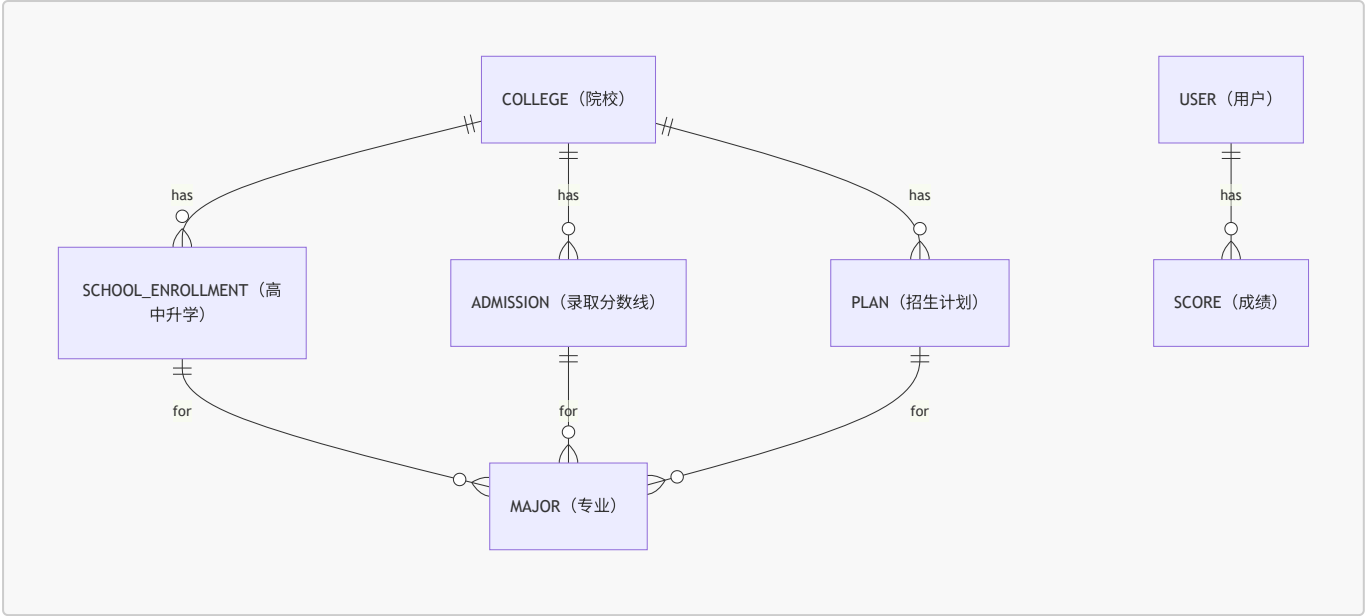 COLLEGE（院校）
USER（用户）
has
has
has
has
SCHOOL_ENROLLMENT（高
中升学）
ADMISSION（录取分数线）
PLAN（招生计划）
SCORE（成绩）
for
for
for
MAJOR（专业）